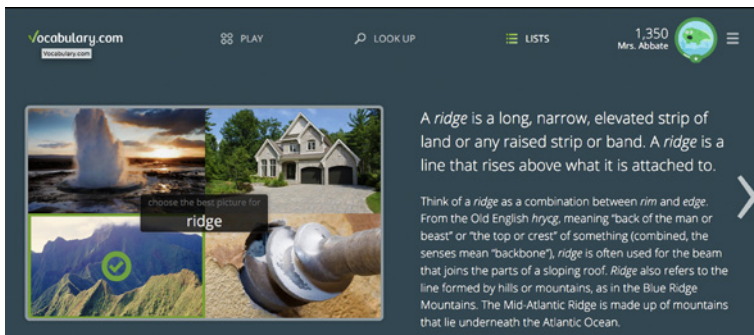 Vocabulary.com
Vocabulary.com
PLAY
LOOK UP
LISTS
1,350
Mrs. Abbate
choose the best picture for
ridge
A ridge is a long, narrow, elevated strip of
land or any raised strip or band. A ridge is a
line that rises above what it is attached to.
Think of a ridge as a combination between rim and edge.
From the Old English hrycg, meaning “back of the man or
beast” or “the top or crest” of something (combined, the
senses mean “backbone”), ridge is often used for the beam
that joins the parts of a sloping roof. Ridge also refers to the
line formed by hills or mountains, as in the Blue Ridge
Mountains. The Mid-Atlantic Ridge is made up of mountains
that lie underneath the Atlantic Ocean.